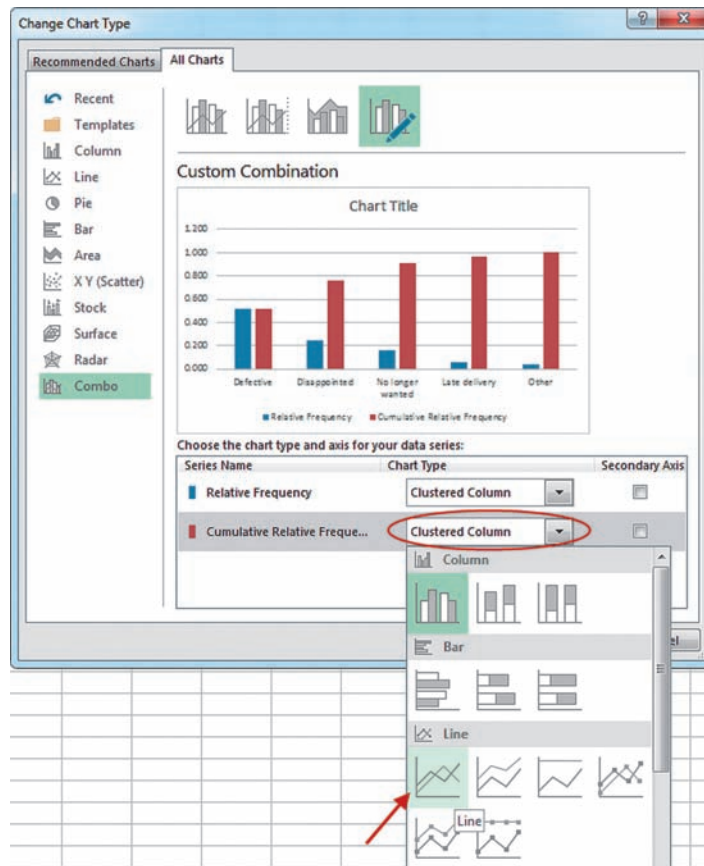 Change Chart Type
Recommended Charts
All Charts
Recent
Templates
Column
Line
Pie
Bar
Area
X Y (Scatter)
Stock
Surface
Radar
Combo
Custom Combination
Chart Title
1.200
1.000
0.800
0.600
0.400
0.200
0.000
Defective
Disappointed
No longer
wanted
Late delivery
Other
Relative Frequency
Cumulative Relative Frequency
Choose the chart type and axis for your data series:
Series Name
Chart Type
Secondary Axis
Relative Frequency
Clustered Column
Cumulative Relative Freque...
Clustered Column
Column
Bar
Line
Line